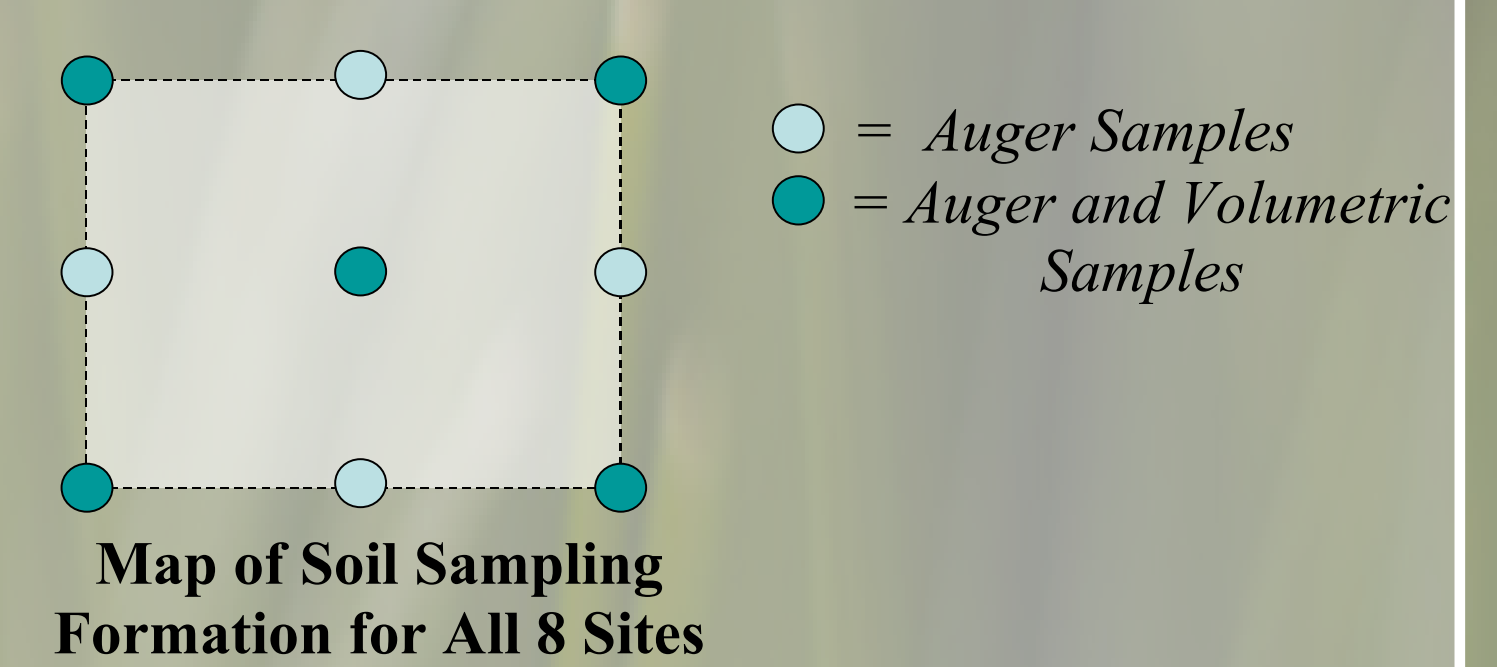 = Auger Samples
= Auger and Volumetric
Samples
Map of Soil Sampling
Formation for All 8 Sites